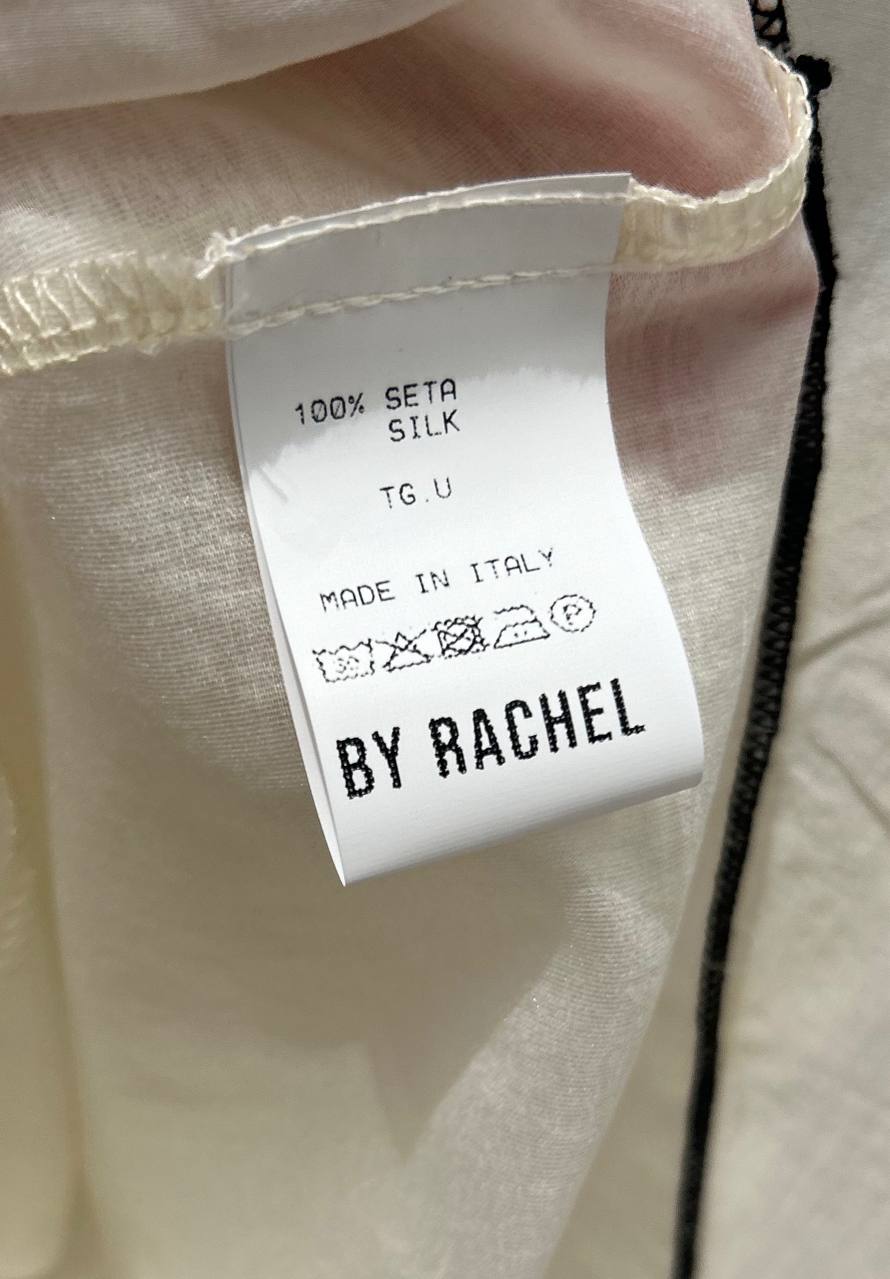 100% SETA
SILK
TG.U
MADE IN ITALY
P
BY RACHEL